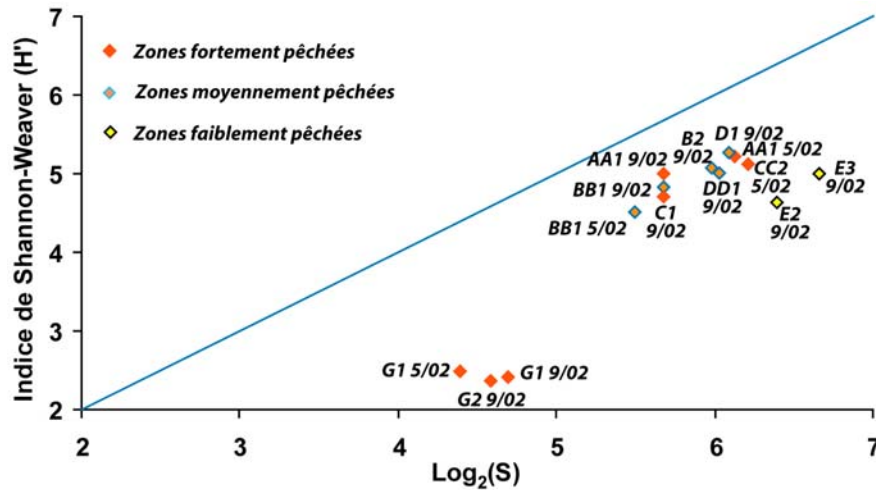 7
Zones fortement pêchées
Zones moyennement pêchées
Zones faiblement pêchées
6
5
4
3
2
Indice de Shannon-Weaver (H')
B2
9/02
D1 9/02
AA1 5/02
AA1 9/02
CC2
5/02
E3
9/02
BB1 9/02
DD1
9/02
BB1 5/02
C1
9/02
E2
9/02
G1 5/02
G1 9/02
G2 9/02
2
3
4
5
6
7
Log₂(S)